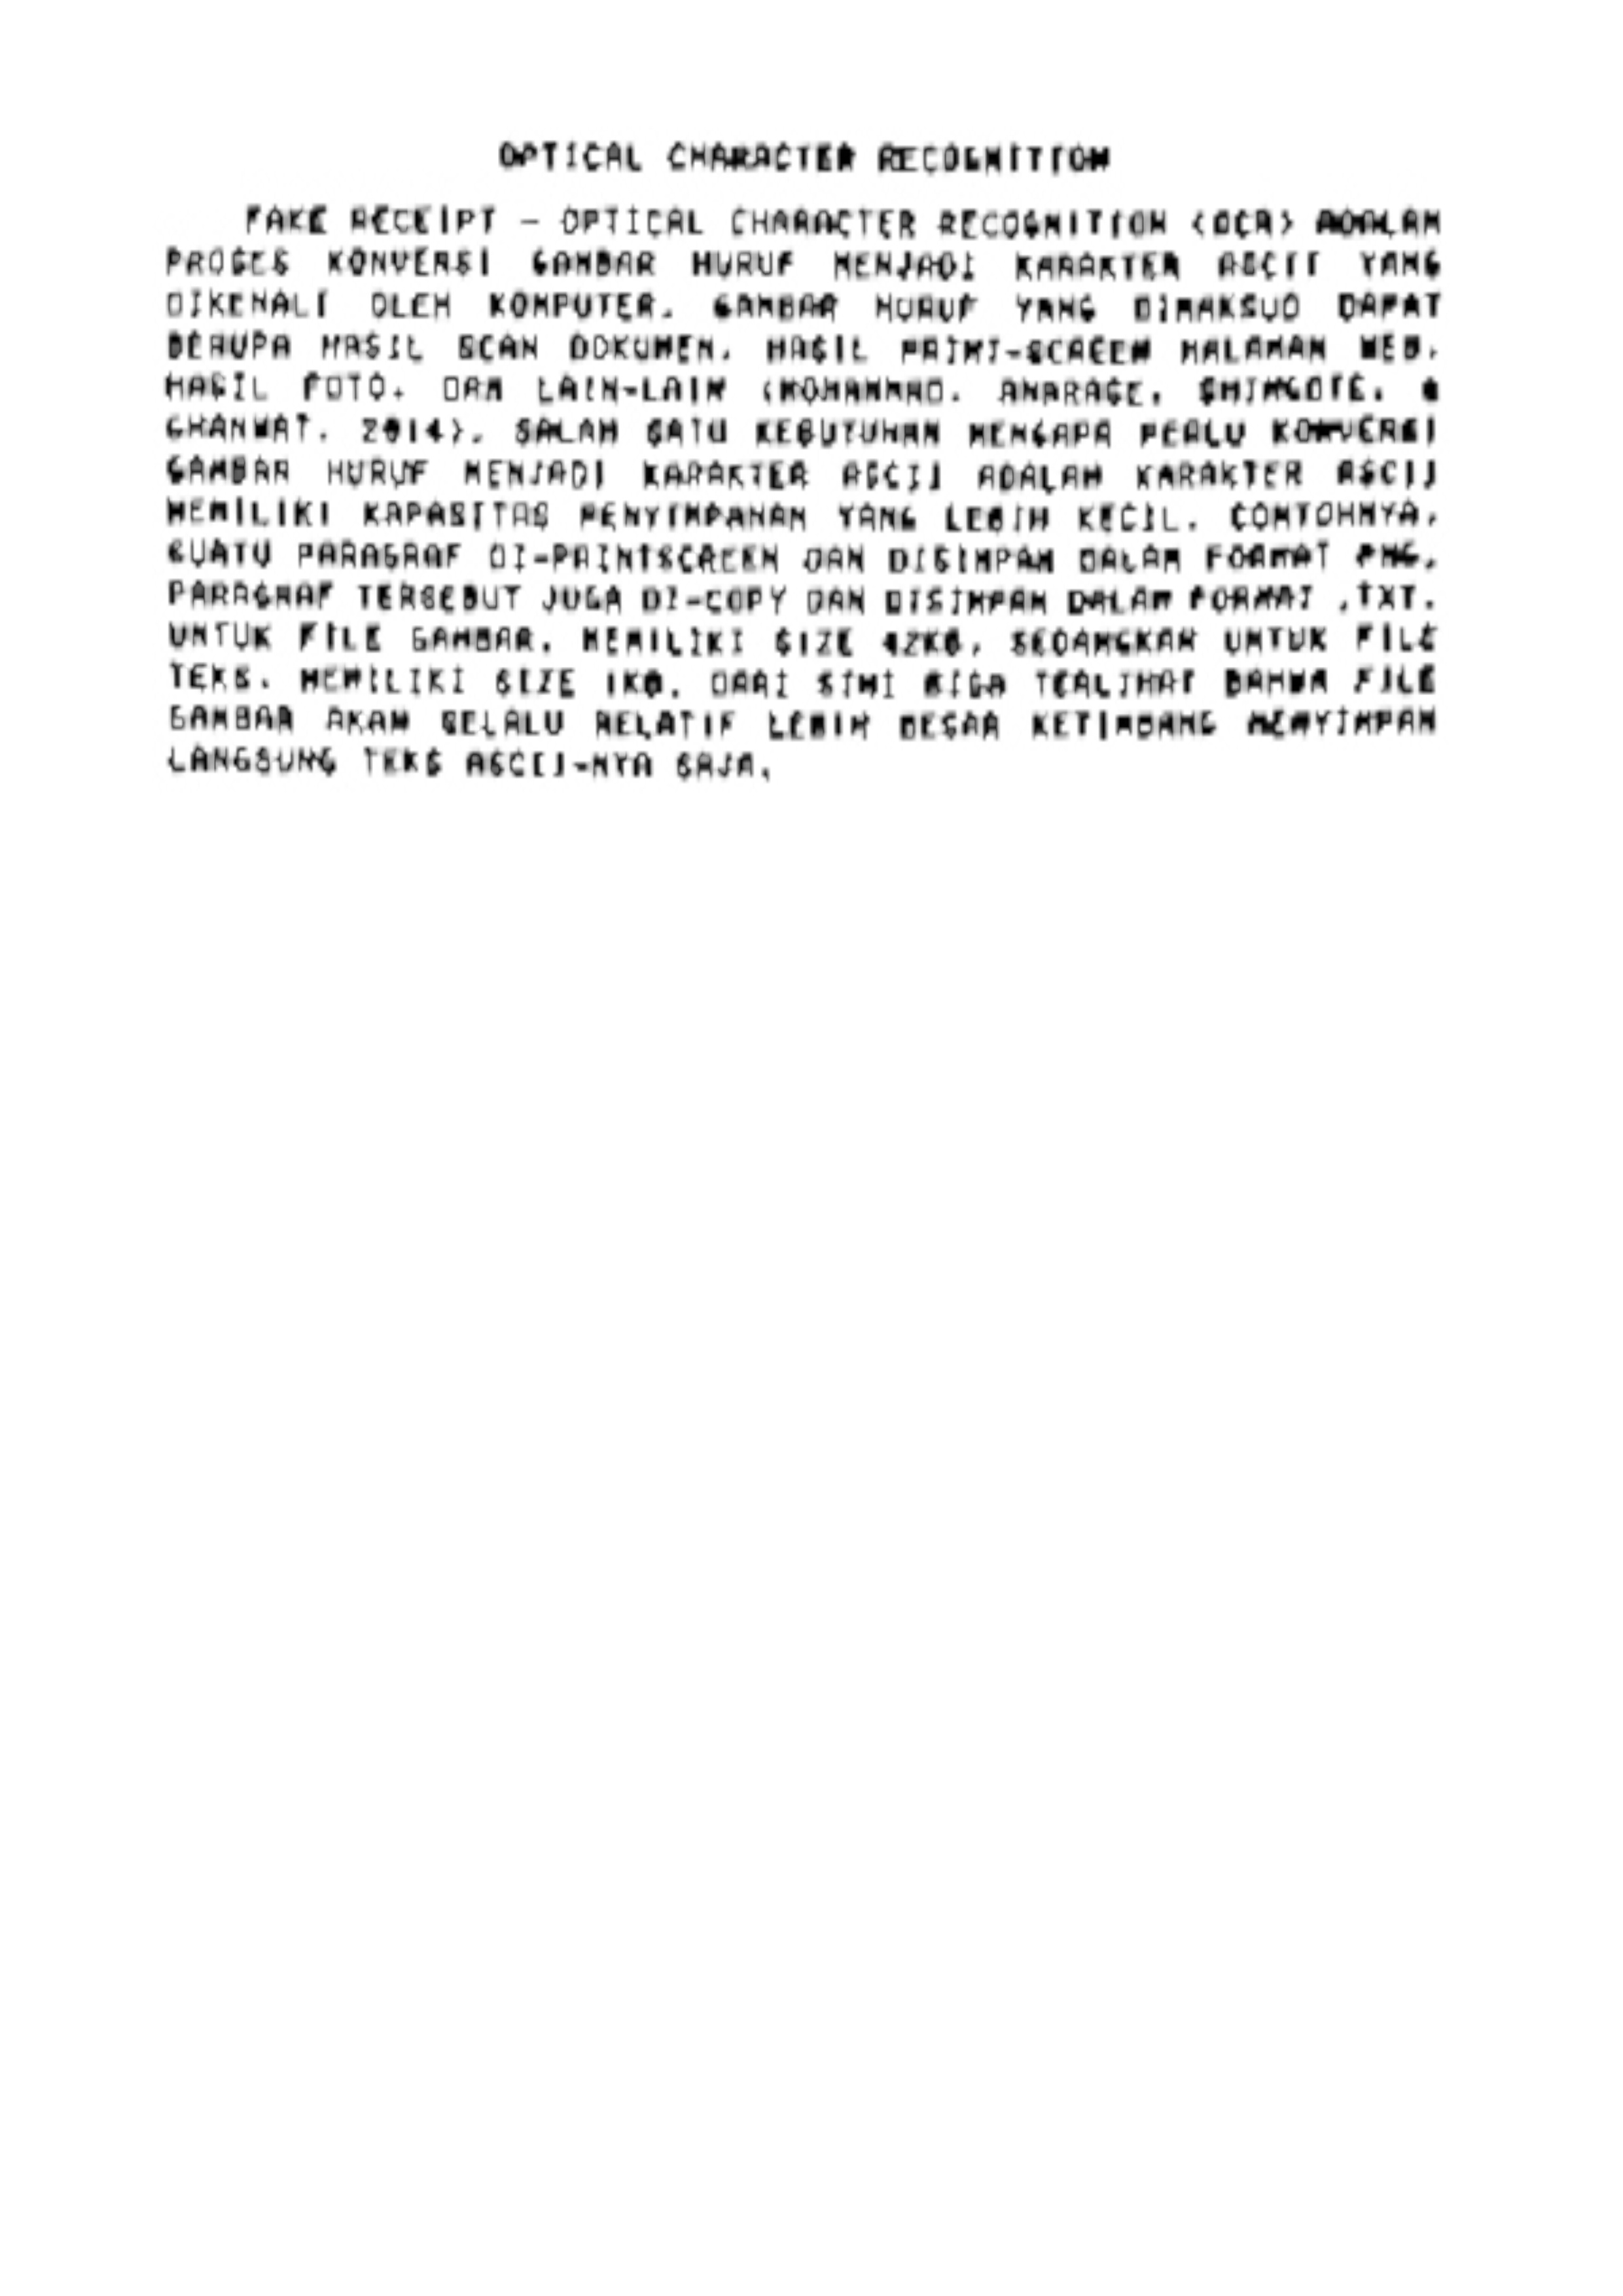 OPTICAL CHARACTER RECOGNITION
FAKE RECEIPT – OPTICAL CHARACTER RECOGNITION (OCR) ADALAH
PROSES KONVERSI GAMBAR HURUF MENJADI KARAKTER ASCII YANG
DIKENALI OLEH KOMPUTER. GAMBAR HURUF YANG DIMAKSUD DAPAT
BERUPA HASIL SCAN DOKUMEN, HASIL PRINT-SCREEN HALAMAN WEB,
HASIL FOTO, DAN LAIN-LAIN (MOHAMMAD, ANARASE, SHINGOTE, &
GHANWAT, 2014). SALAH SATU KEBUTUHAN MENGAPA PERLU KONVERSI
GAMBAR HURUF MENJADI KARAKTER ASCII ADALAH KARAKTER ASCII
MEMILIKI KAPASITAS PENYIMPANAN YANG LEBIH KECIL. CONTOHNYA,
SUATU PARAGRAF DI-PRINTSCREEN DAN DISIMPAN DALAM FORMAT PNG,
PARAGRAF TERSEBUT JUGA DI-COPY DAN DISIMPAN DALAM FORMAT .TXT.
UNTUK FILE GAMBAR, MEMILIKI SIZE 42KB, SEDANGKAN UNTUK FILE
TEKS, MEMILIKI SIZE 1KB. DARI SINI BISA TERLIHAT BAHWA FILE
GAMBAR AKAN SELALU RELATIF LEBIH BESAR KETIMBANG MENYIMPAN
LANGSUNG TEKS ASCII-NYA SAJA.